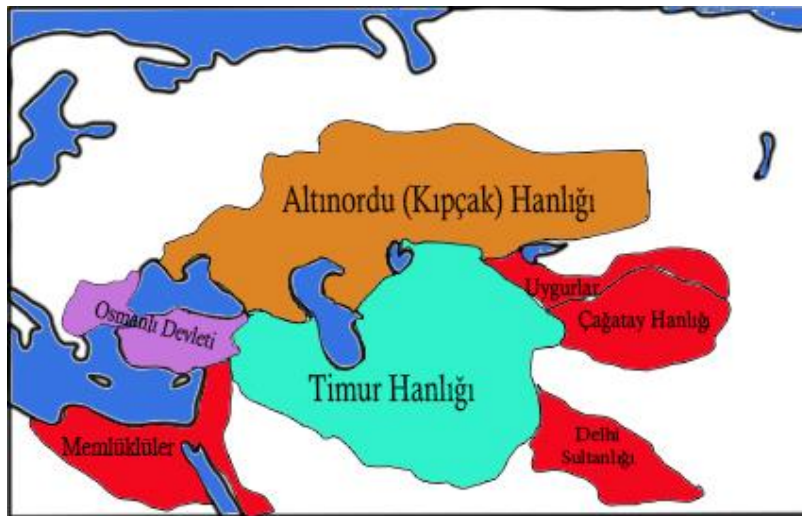 Altınordu (Kıpçak) Hanlığı
Uygurlar
Osmanlı Devleti
Çağatay Hanlığı
Timur Hanlığı
Memlüklüler
Delhi
Sultanlığı